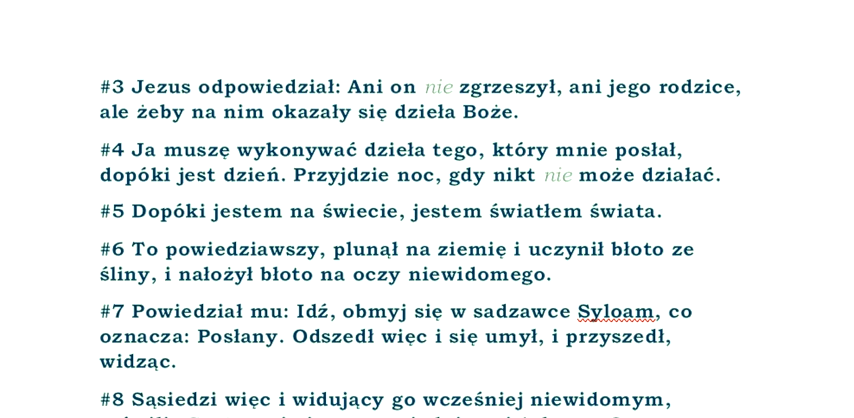 #3 Jezus odpowiedział: Ani on nie zgrzeszył, ani jego rodzice,
ale żeby na nim okazały się dzieła Boże.
#4 Ja muszę wykonywać dzieła tego, który mnie posłał,
dopóki jest dzień. Przyjdzie noc, gdy nikt nie może działać.
#5 Dopóki jestem na świecie, jestem światłem świata.
#6 To powiedziawszy, plunął na ziemię i uczynił błoto ze
śliny, i nałożył błoto na oczy niewidomego.
#7 Powiedział mu: Idź, obmyj się w sadzawce Syloam, co
oznacza: Posłany. Odszedł więc i się umył, i przyszedł,
widząc.
#8 Sąsiedzi więc i widujący go wcześniej niewidomym,